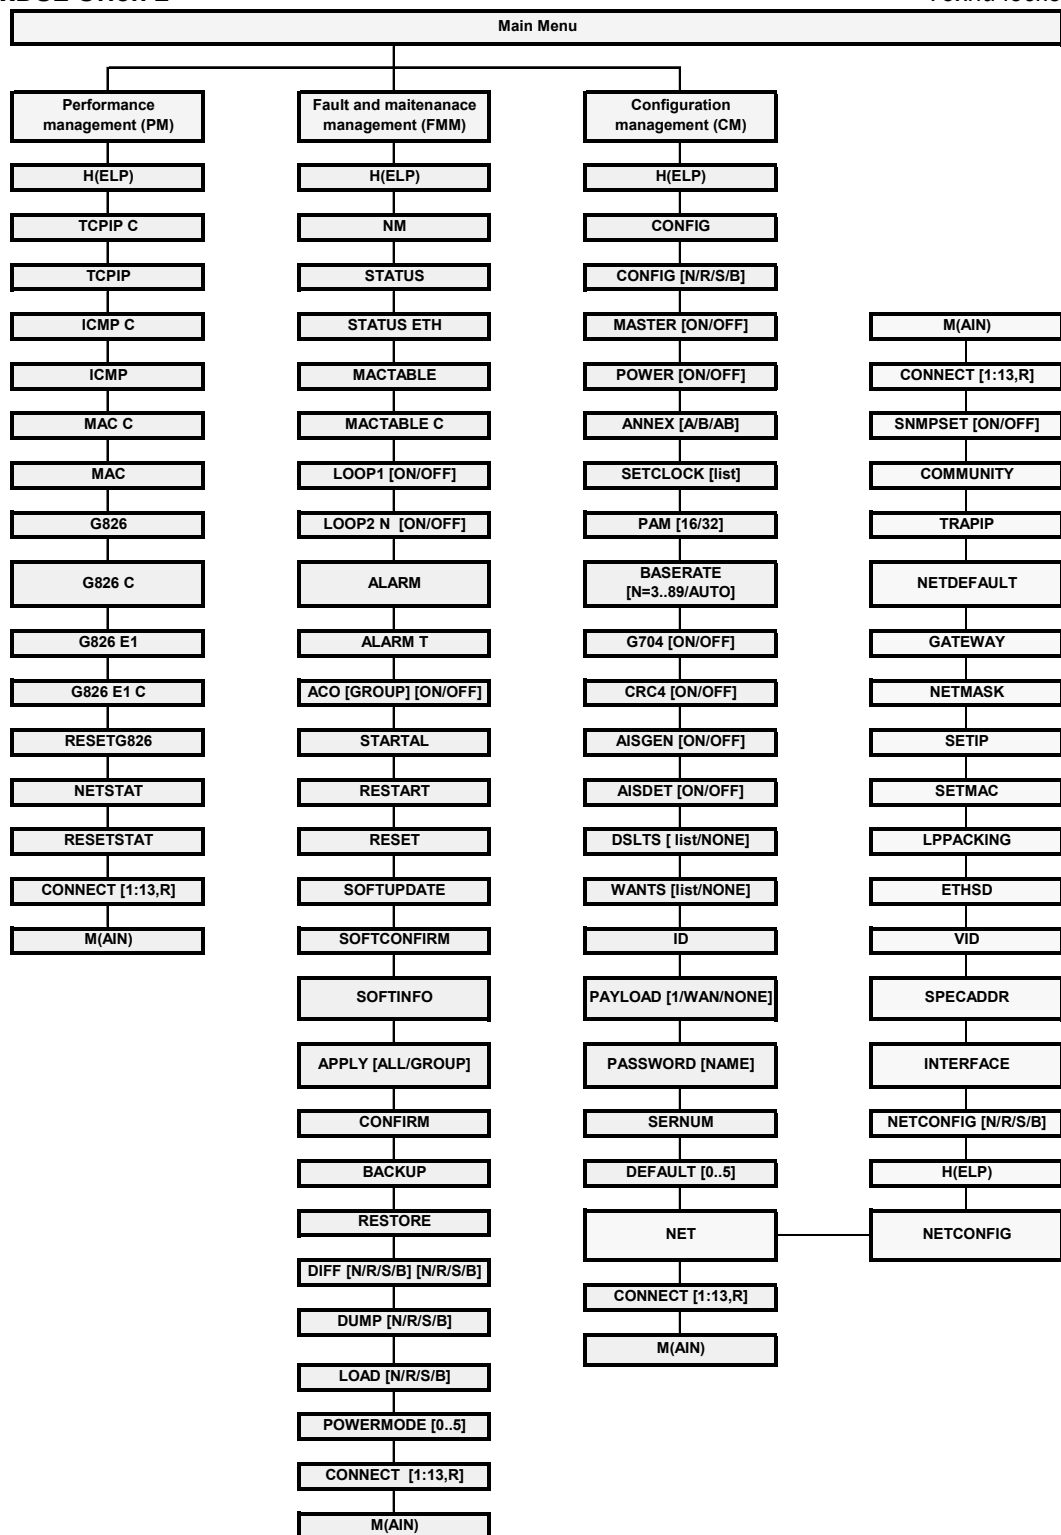 Main Menu
Performance
management (PM)
H(ELP)
TCPIP C
TCPIP
ICMP C
ICMP
MAC C
MAC
G826
G826 C
G826 E1
G826 E1 C
RESETG826
NETSTAT
RESETSTAT
CONNECT [1:13,R]
M(AIN)
Fault and maitenanace
management (FMM)
H(ELP)
NM
STATUS
STATUS ETH
MACTABLE
MACTABLE C
LOOP1 [ON/OFF]
LOOP2 N [ON/OFF]
ALARM
ALARM T
ACO [GROUP] [ON/OFF]
STARTAL
RESTART
RESET
SOFTUPDATE
SOFTCONFIRM
SOFTINFO
APPLY [ALL/GROUP]
CONFIRM
BACKUP
RESTORE
DIFF [N/R/S/B] [N/R/S/B]
DUMP [N/R/S/B]
LOAD [N/R/S/B]
POWERMODE [0..5]
CONNECT [1:13,R]
M(AIN)
Configuration
management (CM)
H(ELP)
CONFIG
CONFIG [N/R/S/B]
MASTER [ON/OFF]
POWER [ON/OFF]
ANNEX [A/B/AB]
SETCLOCK [list]
PAM [16/32]
BASERATE
[N=3..89/AUTO]
G704 [ON/OFF]
CRC4 [ON/OFF]
AISGEN [ON/OFF]
AISDET [ON/OFF]
DSLTS [ list/NONE]
WANTS [list/NONE]
ID
PAYLOAD [1/WAN/NONE]
PASSWORD [NAME]
SERNUM
DEFAULT [0..5]
NET
CONNECT [1:13,R]
M(AIN)
M(AIN)
CONNECT [1:13,R]
SNMPSET [ON/OFF]
COMMUNITY
TRAPIP
NETDEFAULT
GATEWAY
NETMASK
SETIP
SETMAC
LPPACKING
ETHSD
VID
SPECADDR
INTERFACE
NETCONFIG [N/R/S/B]
H(ELP)
NETCONFIG